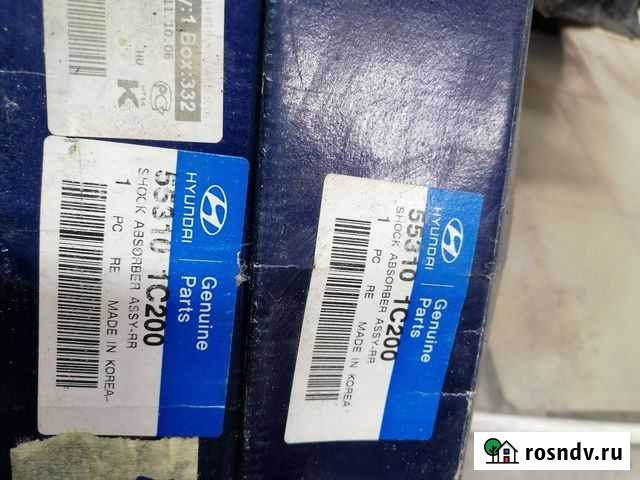 y:1,Box:332
11.10.06
HU
K
PCT
HYUNDAI
Genuine
Parts
55310 1C200
SHOCK ABSORBER ASSY-RR
1 PC RE MADE IN KOREA
HYUNDAI
Genuine
Parts
55310 1C200
SHOCK ABSORBER ASSY-RR
1 PC RE MADE IN KOREA
rosndv.ru